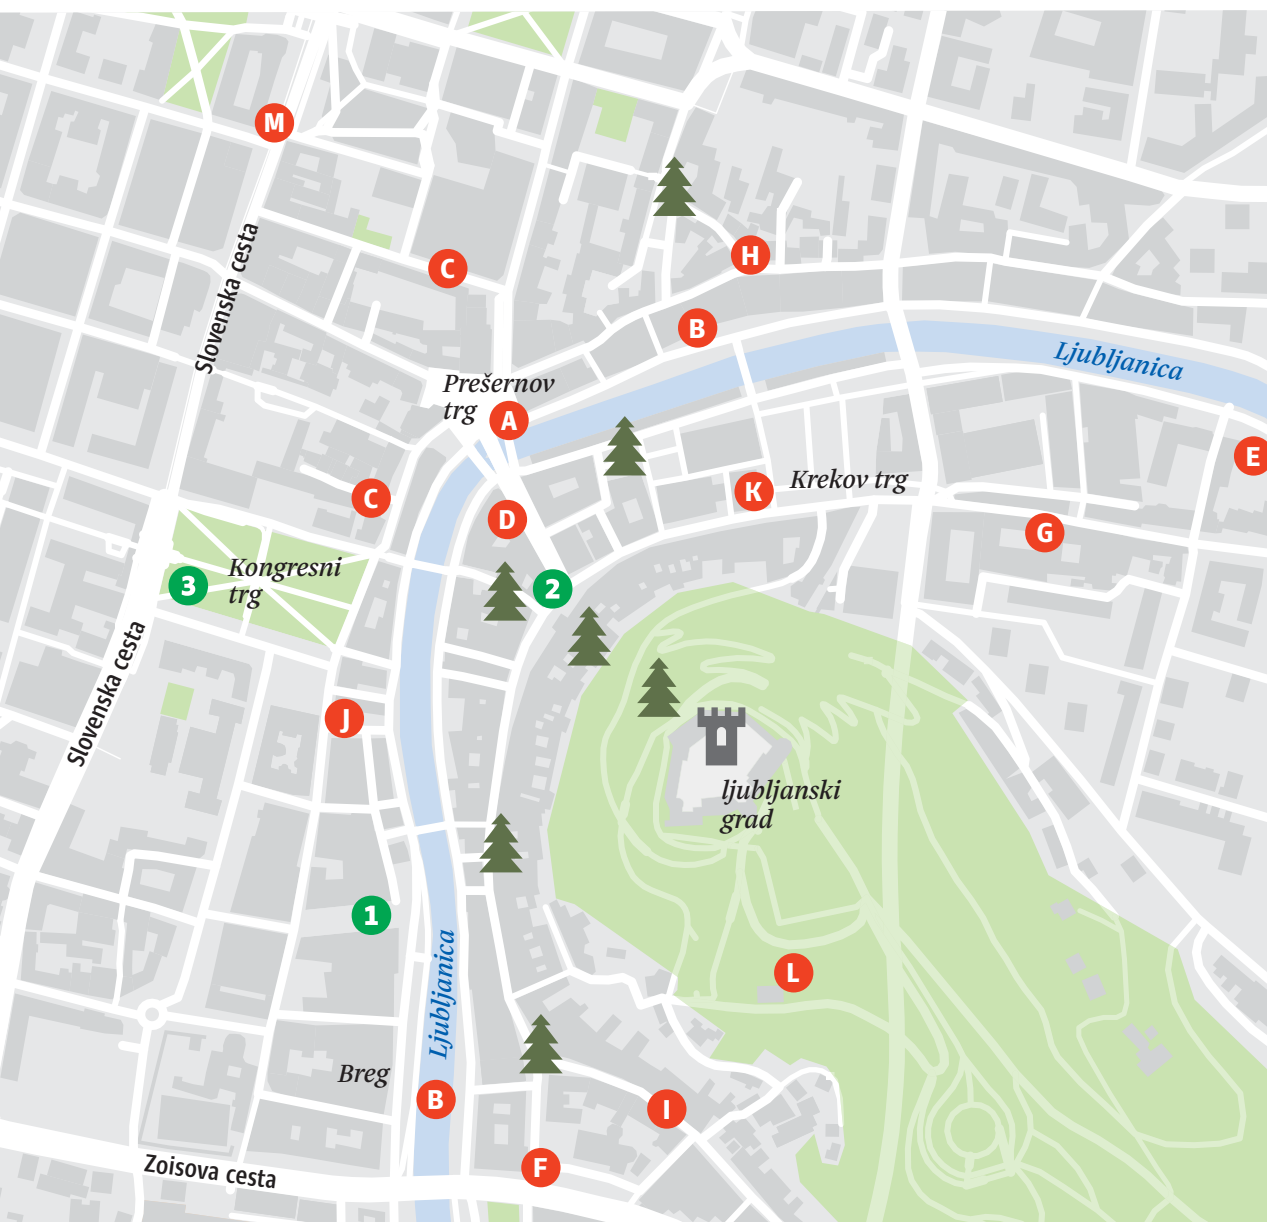 M
Slovenska cesta
C
H
B
Ljubljanica
Prešernov
trg
A
E
K
Krekov trg
C
D
G
Kongresni
trg
3
2
Slovenska cesta
J
ljubljanski
grad
1
Ljubljanica
L
Breg
B
I
F
Zoisova cesta